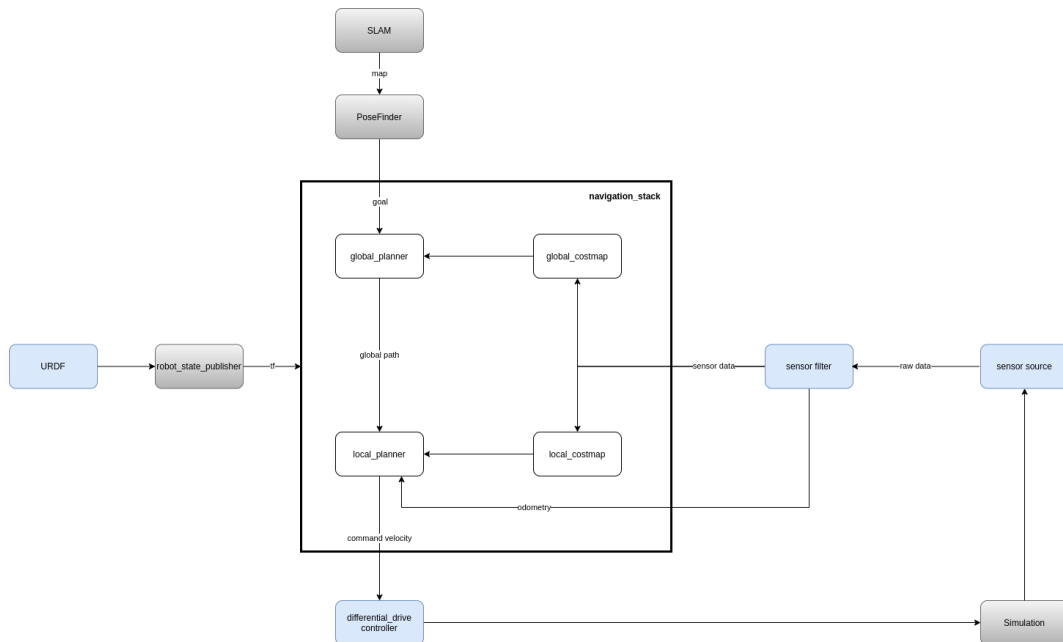 SLAM
map
PoseFinder
goal
navigation_stack
global_planner
global_costmap
URDF
robot_state_publisher
tf
global path
sensor data
sensor filter
raw data
sensor source
local_planner
local_costmap
odometry
command velocity
differential_drive
controller
Simulation